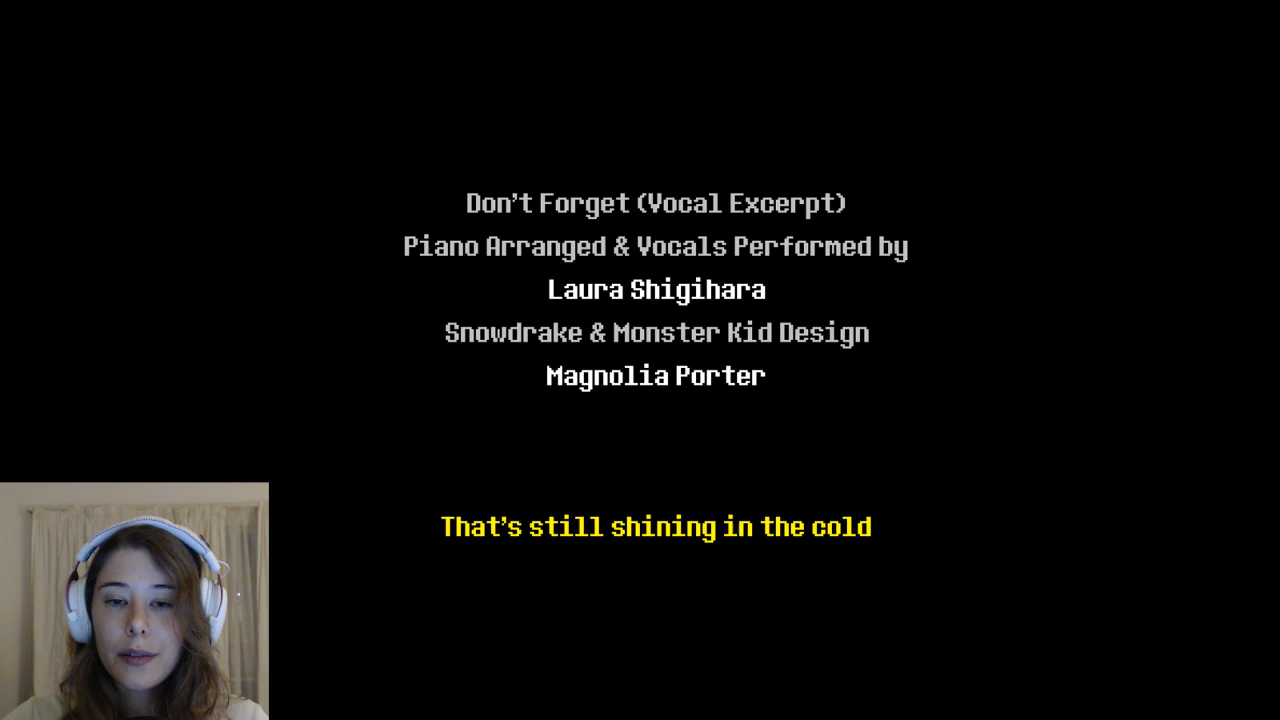 Don't Forget (Vocal Excerpt)
Piano Arranged & Vocals Performed by
Laura Shigihara
Snowdrake & Monster Kid Design
Magnolia Porter
That's still shining in the cold